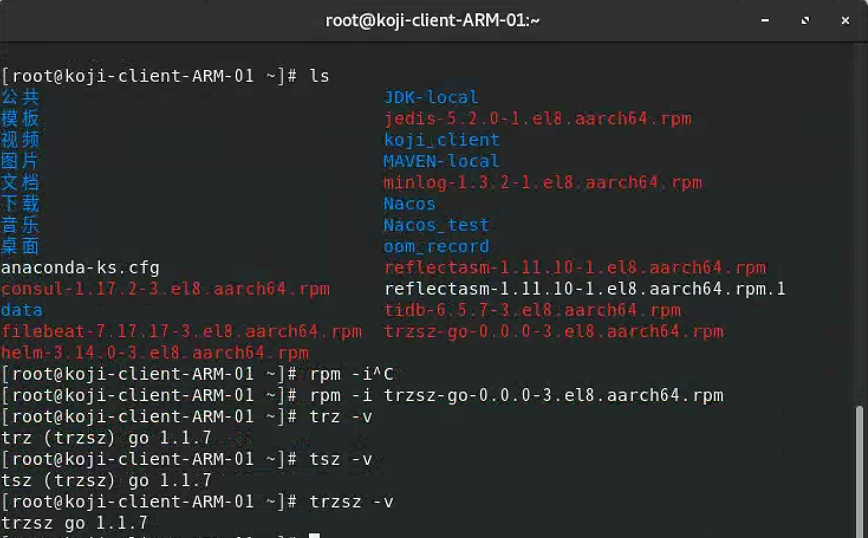 root@koji-client-ARM-01:~
[root@koji-client-ARM-01 ~]# ls
公共 JDK-local
模板 jedis-5.2.0-1.el8.aarch64.rpm
视频 koji_client
图片 MAVEN-local
文档 minlog-1.3.2-1.el8.aarch64.rpm
下载 Nacos
音乐 Nacos_test
桌面 oom_record
anaconda-ks.cfg reflectasm-1.11.10-1.el8.aarch64.rpm
consul-1.17.2-3.el8.aarch64.rpm reflectasm-1.11.10-1.el8.aarch64.rpm.1
data tidb-6.5.7-3.el8.aarch64.rpm
filebeat-7.17.17-3.el8.aarch64.rpm trzsz-go-0.0.0-3.el8.aarch64.rpm
helm-3.14.0-3.el8.aarch64.rpm
[root@koji-client-ARM-01 ~]# rpm -i^C
[root@koji-client-ARM-01 ~]# rpm -i trzsz-go-0.0.0-3.el8.aarch64.rpm
[root@koji-client-ARM-01 ~]# trz -v
trz (trzsz) go 1.1.7
[root@koji-client-ARM-01 ~]# tsz -v
tsz (trzsz) go 1.1.7
[root@koji-client-ARM-01 ~]# trzsz -v
trzsz go 1.1.7